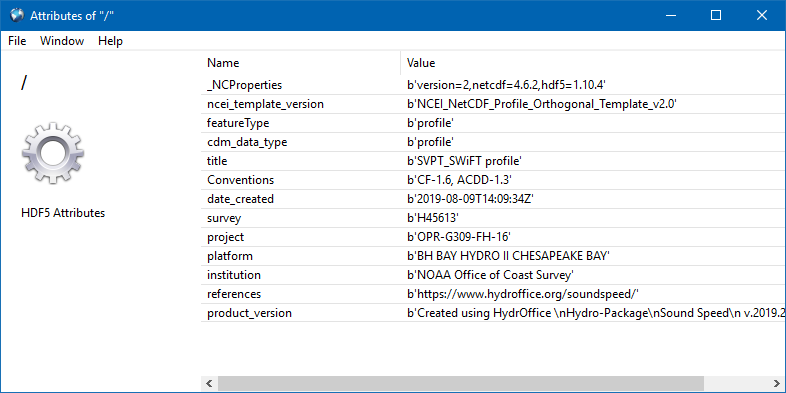 Attributes of "/"
File Window Help
/
HDF5 Attributes
Name Value
_NCProperties b'version=2,netcdf=4.6.2,hdf5=1.10.4'
ncei_template_version b'NCEI_NetCDF_Profile_Orthogonal_Template_v2.0'
featureType b'profile'
cdm_data_type b'profile'
title b'SVPT_SWiFT profile'
Conventions b'CF-1.6, ACDD-1.3'
date_created b'2019-08-09T14:09:34Z'
survey b'H45613'
project b'OPR-G309-FH-16'
platform b'BH BAY HYDRO II CHESAPEAKE BAY'
institution b'NOAA Office of Coast Survey'
references b'https://www.hydroffice.org/soundspeed/'
product_version b'Created using HydrOffice \nHydro-Package\nSound Speed\n v.2019.2